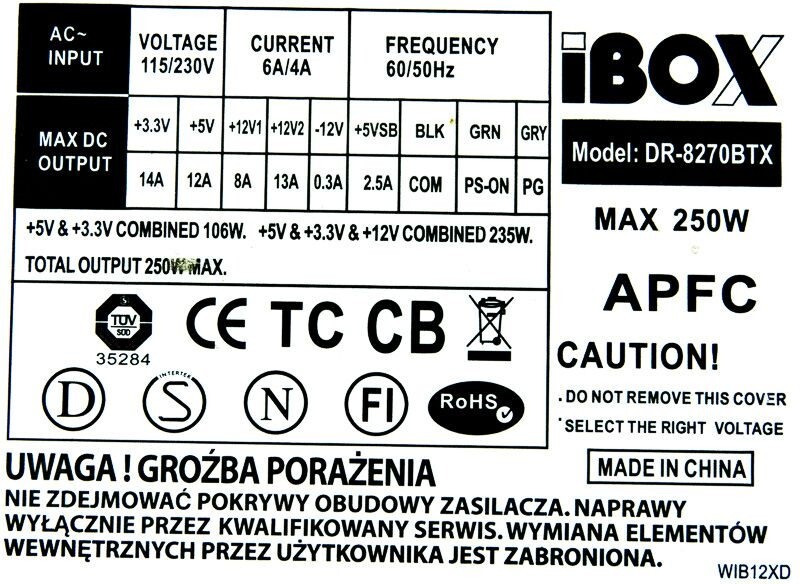 AC~ INPUT
VOLTAGE 115/230V
CURRENT 6A/4A
FREQUENCY 60/50Hz
MAX DC OUTPUT
+3.3V +5V +12V1 +12V2 -12V +5VSB BLK GRN GRY
14A 12A 8A 13A 0.3A 2.5A COM PS-ON PG
+5V & +3.3V COMBINED 106W. +5V & +3.3V & +12V COMBINED 235W.
TOTAL OUTPUT 250W MAX.
S TÜV SÜD
35284
CE TC CB
D
INTERTEK S
N
FI
RoHS
iBOX
Model: DR-8270BTX
MAX 250W
APFC
CAUTION!
. DO NOT REMOVE THIS COVER
. SELECT THE RIGHT VOLTAGE
MADE IN CHINA
UWAGA ! GROŹBA PORAŻENIA
NIE ZDEJMOWAĆ POKRYWY OBUDOWY ZASILACZA. NAPRAWY
WYŁĄCZNIE PRZEZ KWALIFIKOWANY SERWIS. WYMIANA ELEMENTÓW
WEWNĘTRZNYCH PRZEZ UŻYTKOWNIKA JEST ZABRONIONA.
WIB12XD